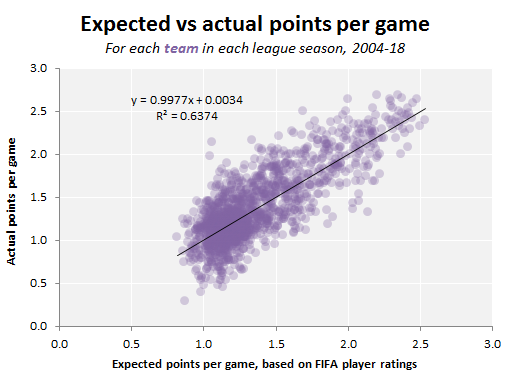 Expected vs actual points per game
For each team in each league season, 2004-18
3.0
2.5
2.0
1.5
1.0
0.5
0.0
y = 0.9977x + 0.0034
R² = 0.6374
Actual points per game
0.0 0.5 1.0 1.5 2.0 2.5 3.0
Expected points per game, based on FIFA player ratings